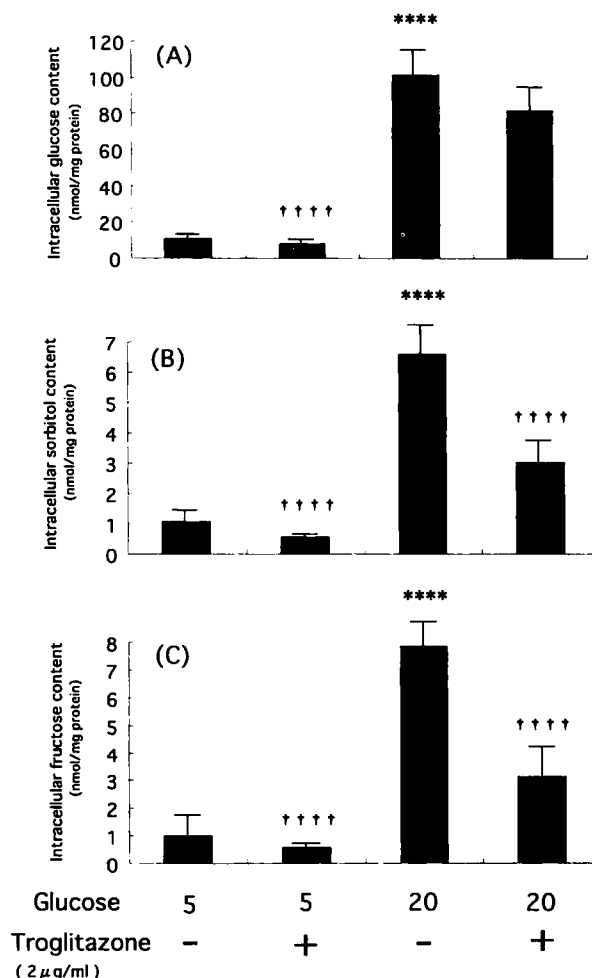 ****
120
(A)
100
80
60
40
20
0
† † † †
Intracellular glucose content
(nmol/mg protein)
****
7
(B)
6
5
4
3
2
1
0
† † † †
† † † †
Intracellular sorbitol content
(nmol/mg protein)
****
8
(C)
7
6
5
4
3
2
1
0
† † † †
† † † †
Intracellular fructose content
(nmol/mg protein)
Glucose 5 5 20 20
Troglitazone - + - +
(2μg/ml)